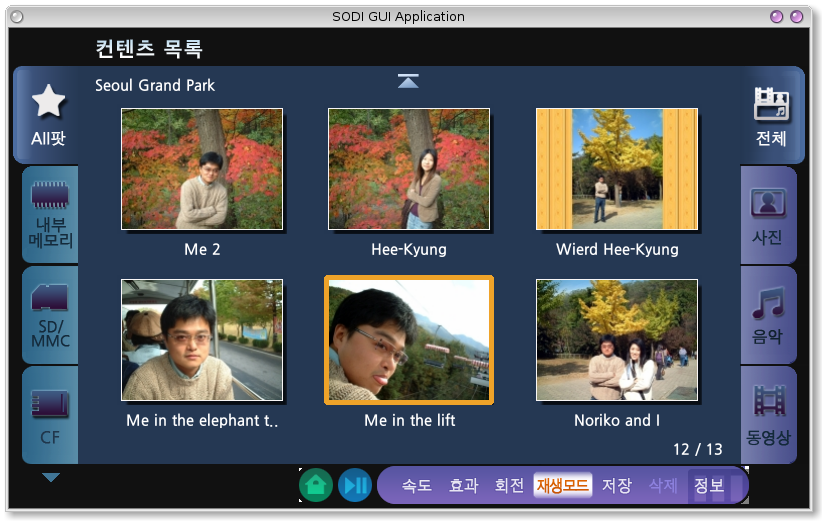 SODI GUI Application
컨텐츠 목록
Seoul Grand Park
All팟
내부
메모리
SD/
MMC
CF
Me 2
Hee-Kyung
Wierd Hee-Kyung
Me in the elephant t..
Me in the lift
Noriko and I
12 / 13
전체
사진
음악
동영상
속도
효과
회전
재생모드
저장
삭제
정보